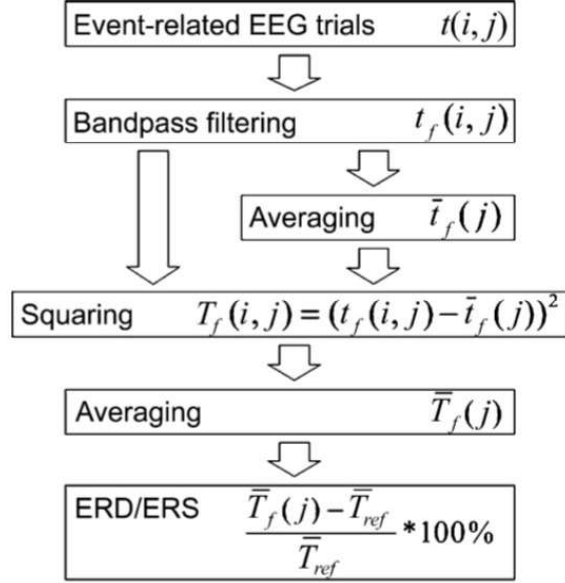 Event-related EEG trials t(i, j)
Bandpass filtering t_f(i, j)
Averaging t̄_f(j)
Squaring T_f(i, j) = (t_f(i, j) − t̄_f(j))²
Averaging T̄_f(j)
ERD/ERS (T̄_f(j) − T̄_ref) / T̄_ref *100%